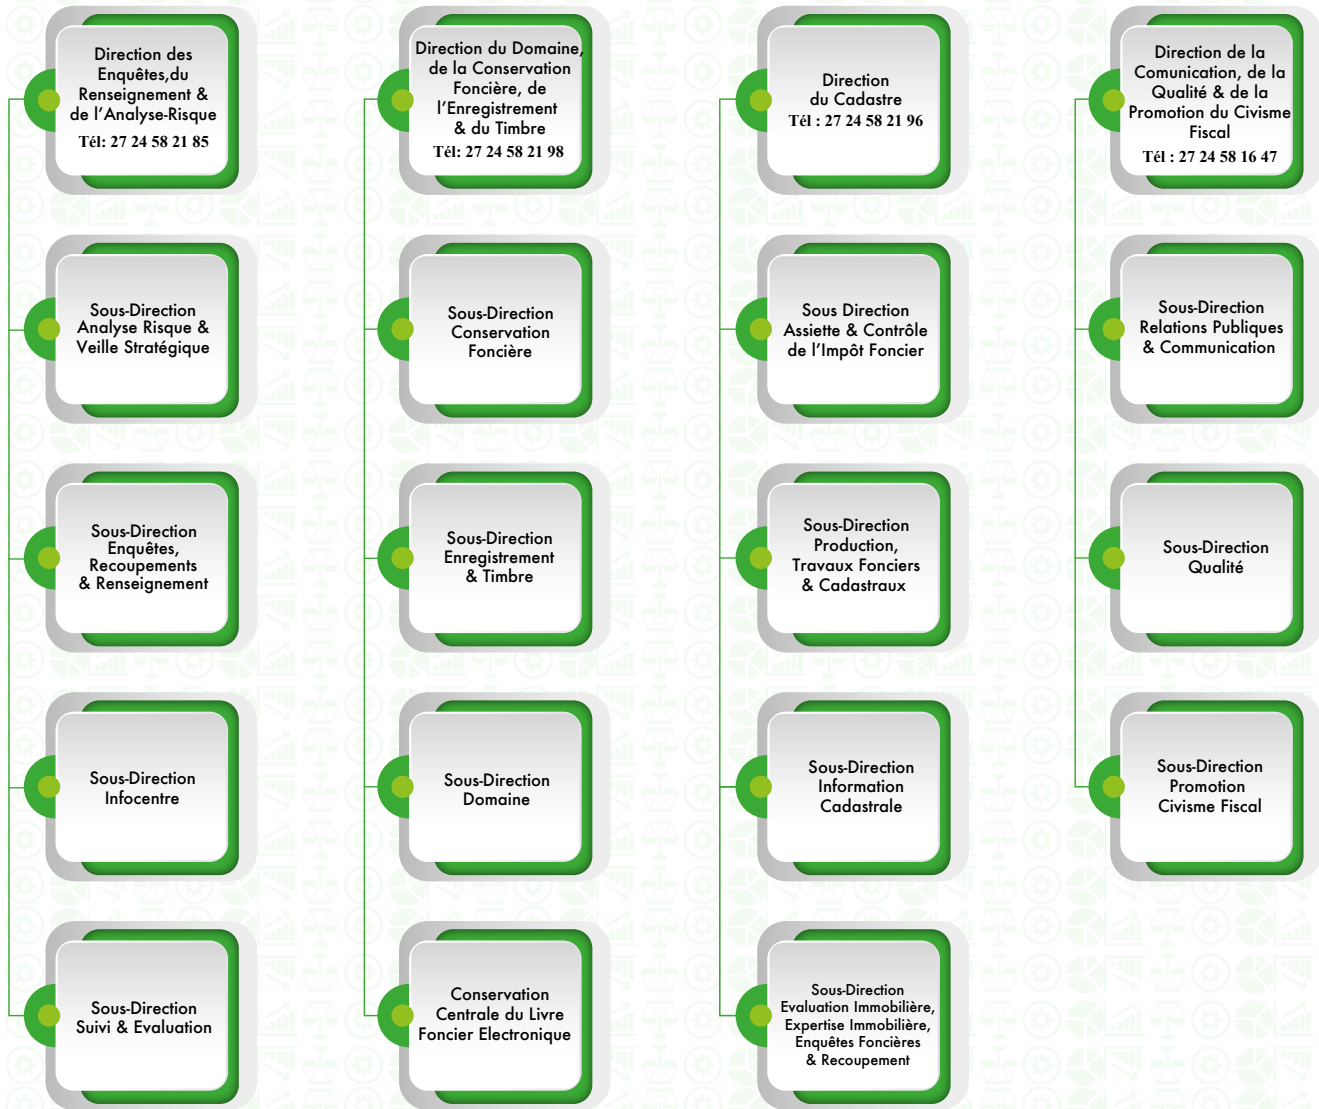 Direction des
Enquêtes,du
Renseignement &
de l'Analyse-Risque
Tél: 27 24 58 21 85
Sous-Direction
Analyse Risque &
Veille Stratégique
Sous-Direction
Enquêtes,
Recoupements
& Renseignement
Sous-Direction
Infocentre
Sous-Direction
Suivi & Evaluation
Direction du Domaine,
de la Conservation
Foncière, de
l'Enregistrement
& du Timbre
Tél: 27 24 58 21 98
Sous-Direction
Conservation
Foncière
Sous-Direction
Enregistrement
& Timbre
Sous-Direction
Domaine
Conservation
Centrale du Livre
Foncier Electronique
Direction
du Cadastre
Tél : 27 24 58 21 96
Sous Direction
Assiette & Contrôle
de l'Impôt Foncier
Sous-Direction
Production,
Travaux Fonciers
& Cadastraux
Sous-Direction
Information
Cadastrale
Sous-Direction
Evaluation Immobilière,
Expertise Immobilière,
Enquêtes Foncières
& Recoupement
Direction de la
Comunication, de la
Qualité & de la
Promotion du Civisme
Fiscal
Tél : 27 24 58 16 47
Sous-Direction
Relations Publiques
& Communication
Sous-Direction
Qualité
Sous-Direction
Promotion
Civisme Fiscal